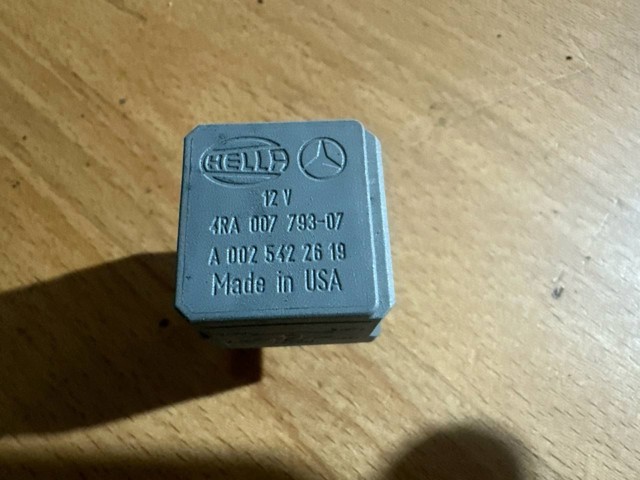 HELLA
12 V
4RA 007 793-07
A 002 542 26 19
Made in USA